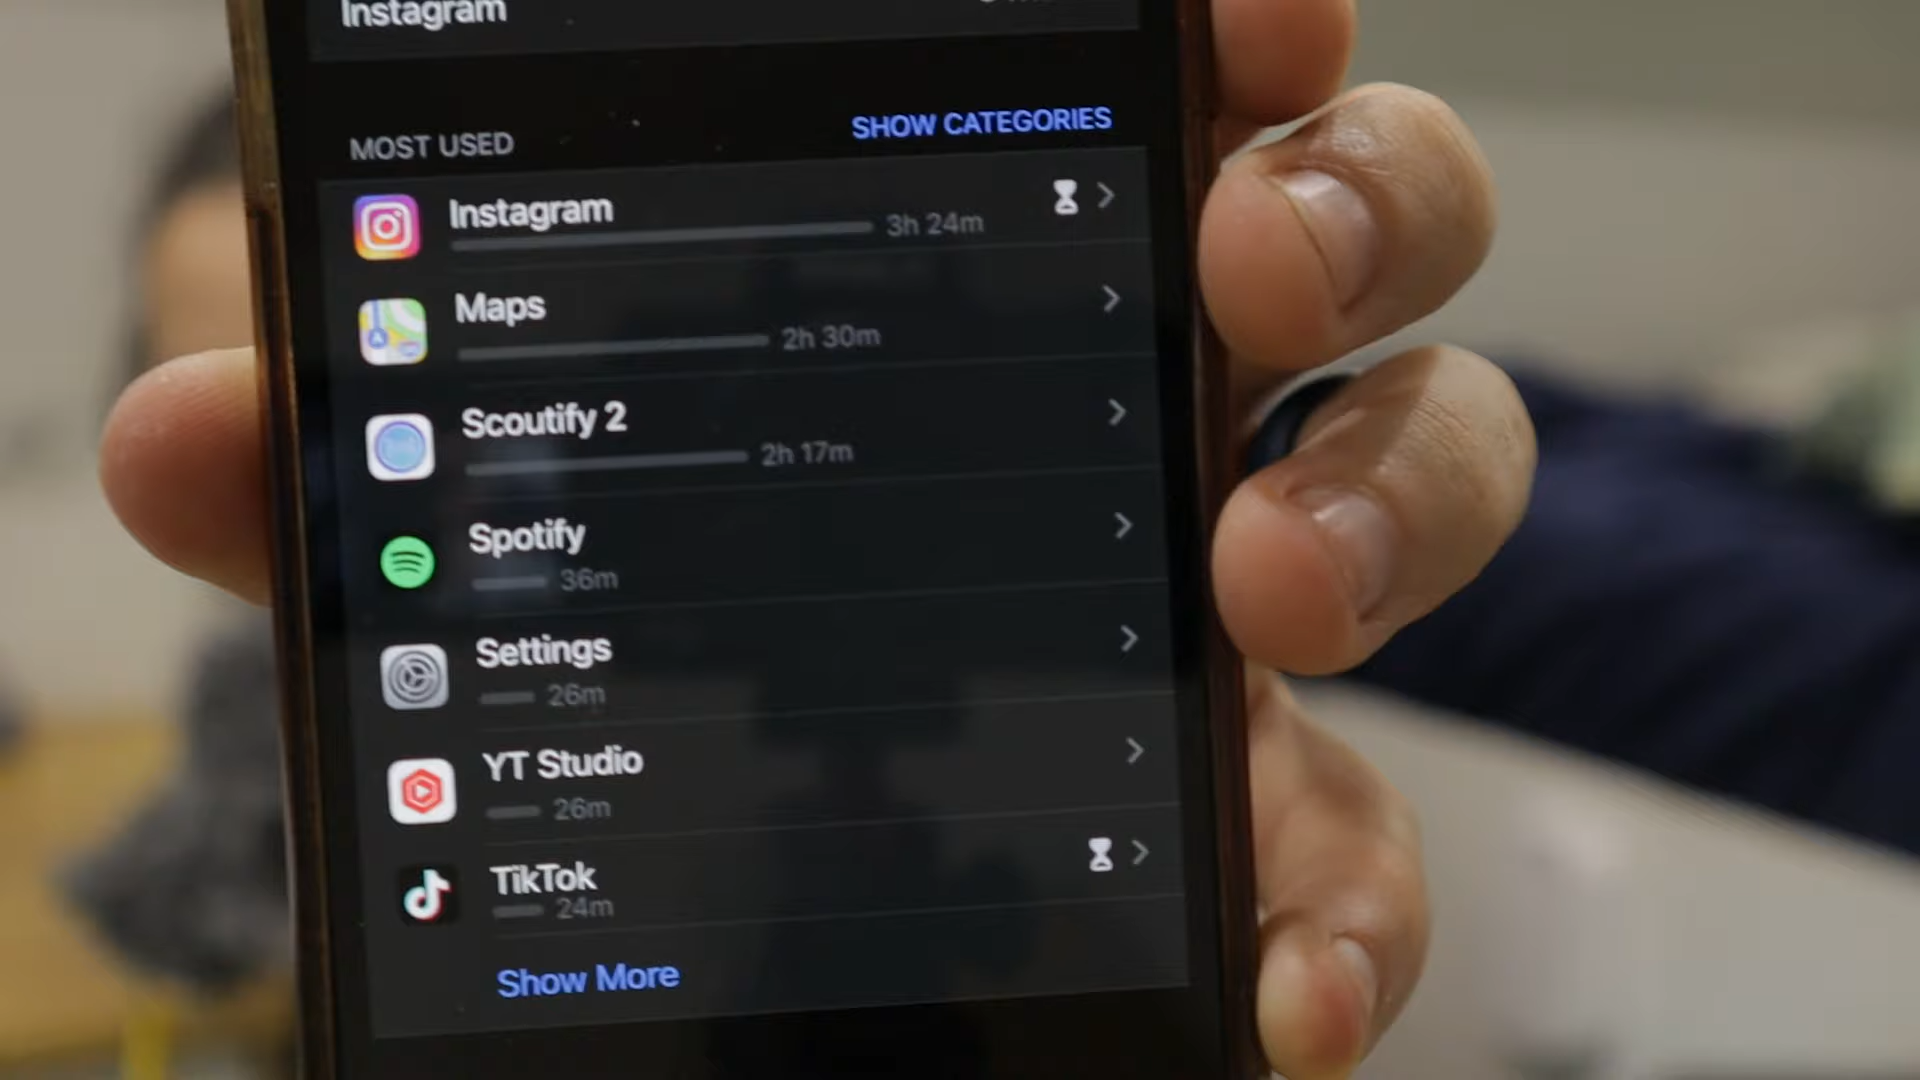 Instagram
MOST USED
SHOW CATEGORIES
Instagram
3h 24m
Maps
2h 30m
Scoutify 2
2h 17m
Spotify
36m
Settings
26m
YT Studio
26m
TikTok
24m
Show More